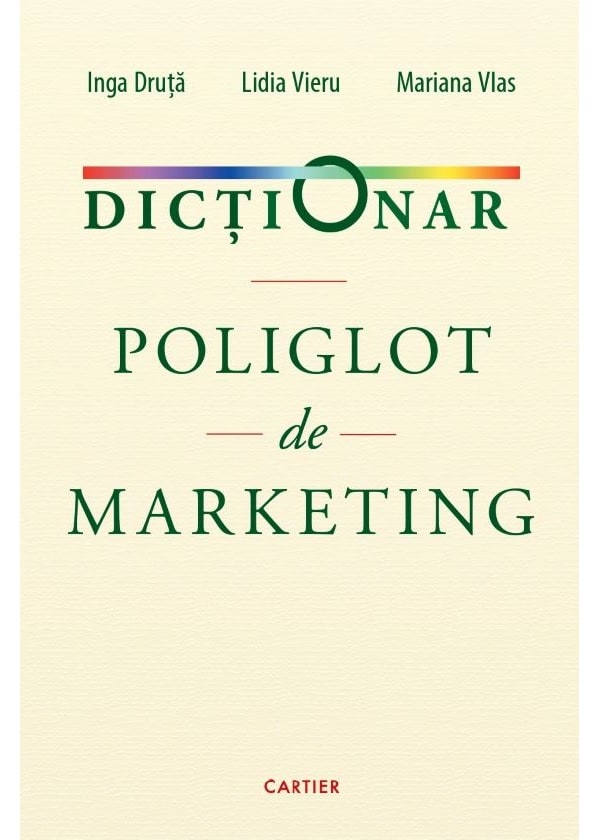 Inga Druță Lidia Vieru Mariana Vlas
DICȚIONAR
POLIGLOT
de
MARKETING
CARTIER